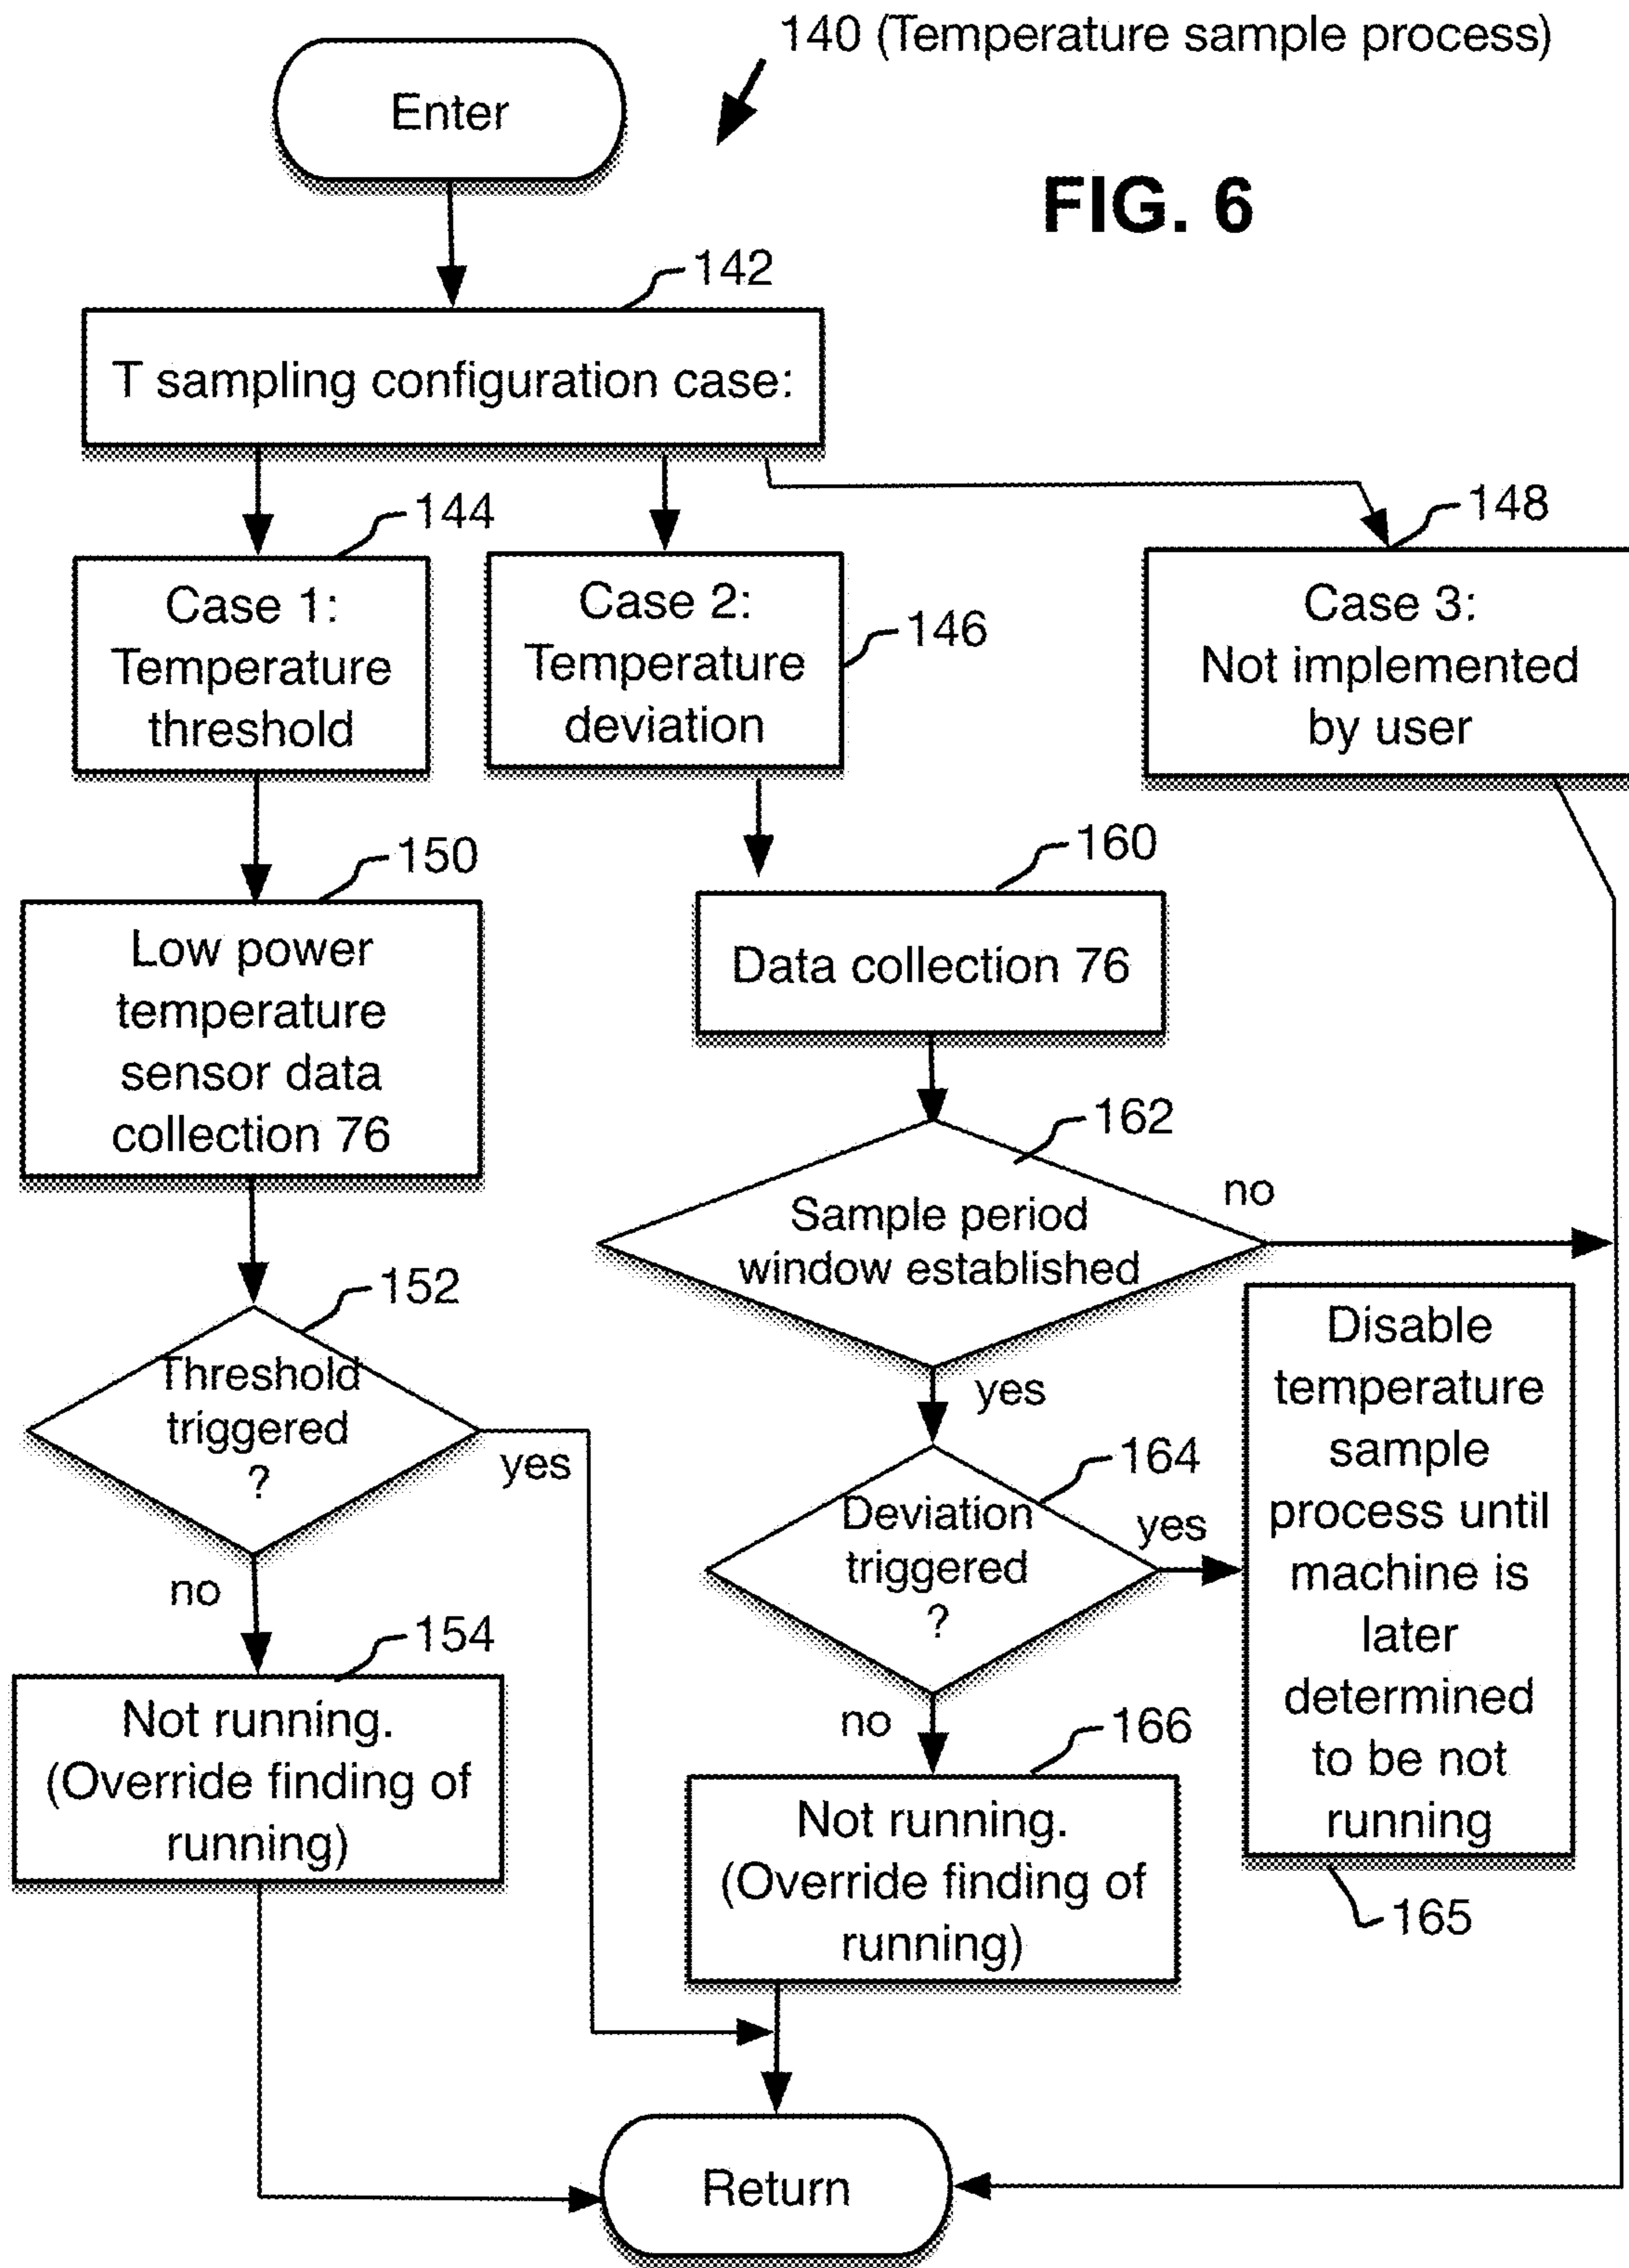 140 (Temperature sample process)
Enter
FIG. 6
142
T sampling configuration case:
144
Case 1:
Temperature
threshold
Case 2:
Temperature
deviation
146
148
Case 3:
Not implemented
by user
150
Low power
temperature
sensor data
collection 76
160
Data collection 76
162
Sample period
window established
no
yes
152
Threshold
triggered
?
yes
no
164
Deviation
triggered
?
yes
no
Disable
temperature
sample
process until
machine is
later
determined
to be not
running
165
154
Not running.
(Override finding of
running)
166
Not running.
(Override finding of
running)
Return